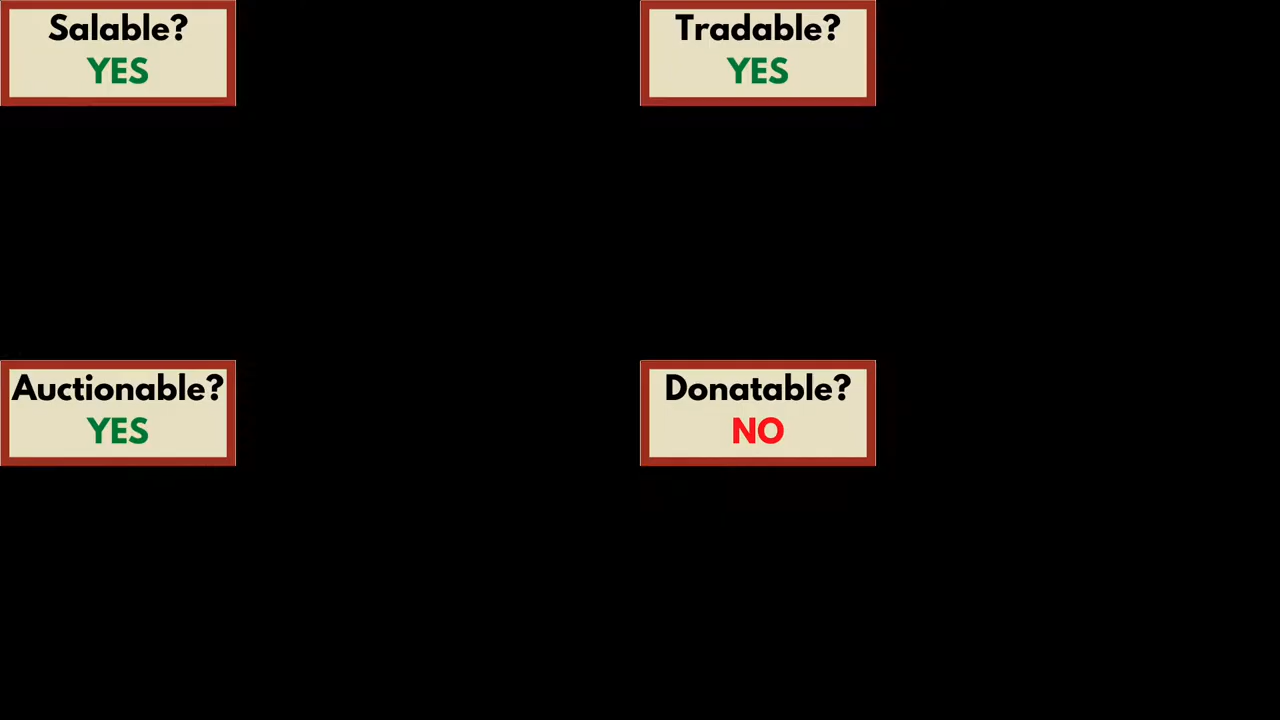 Salable?
YES
Tradable?
YES
Auctionable?
YES
Donatable?
NO